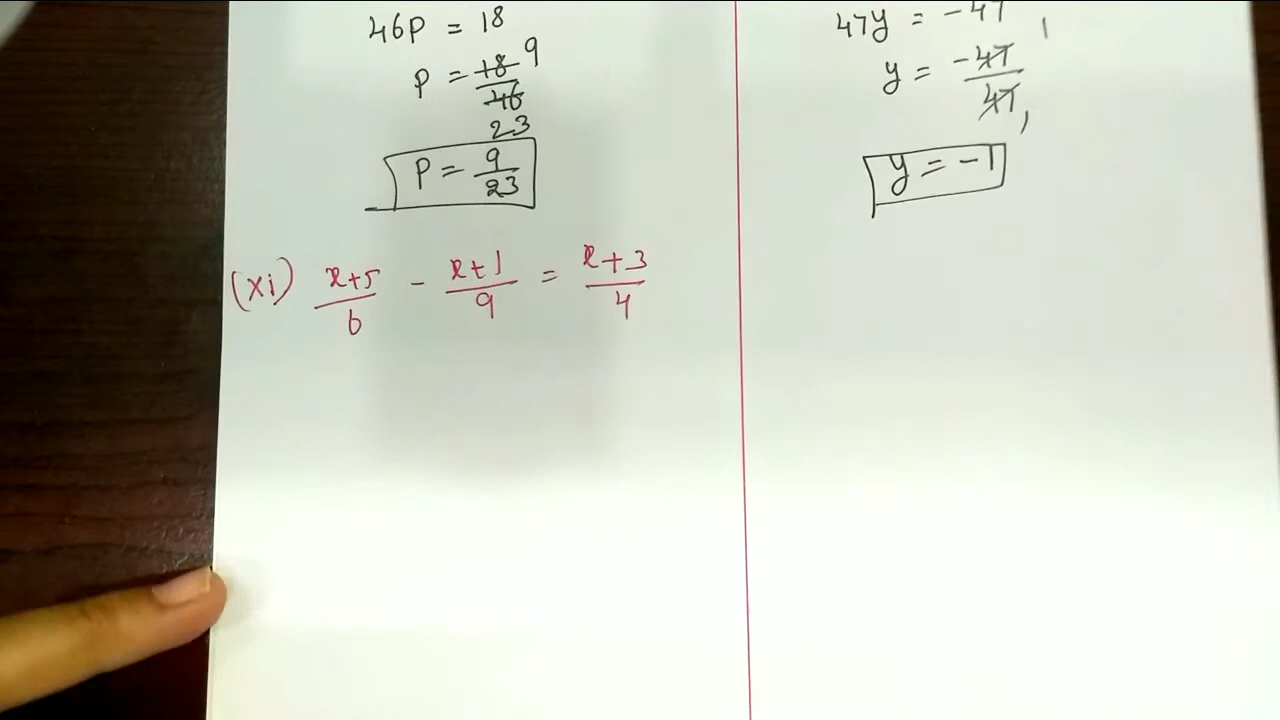 46P = 18
P = 18/46 9
23
P = 9/23
(xi) x+5/6 - x+1/9 = x+3/4
47y = -47
y = -47/47
y = -1